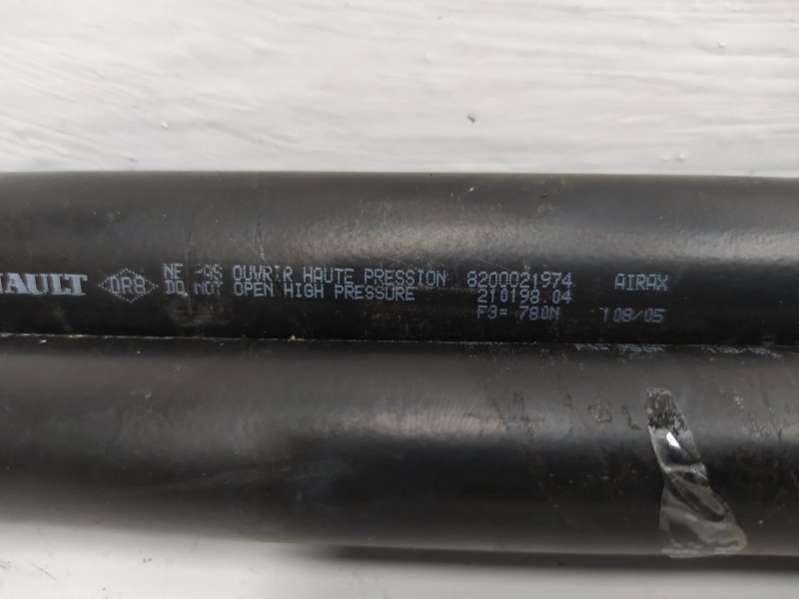 NAULT DR8 NE PAS OUVRIR HAUTE PRESSION 8200021974 AIRAX
DO NOT OPEN HIGH PRESSURE 210198.04
F3= 780N 108/05